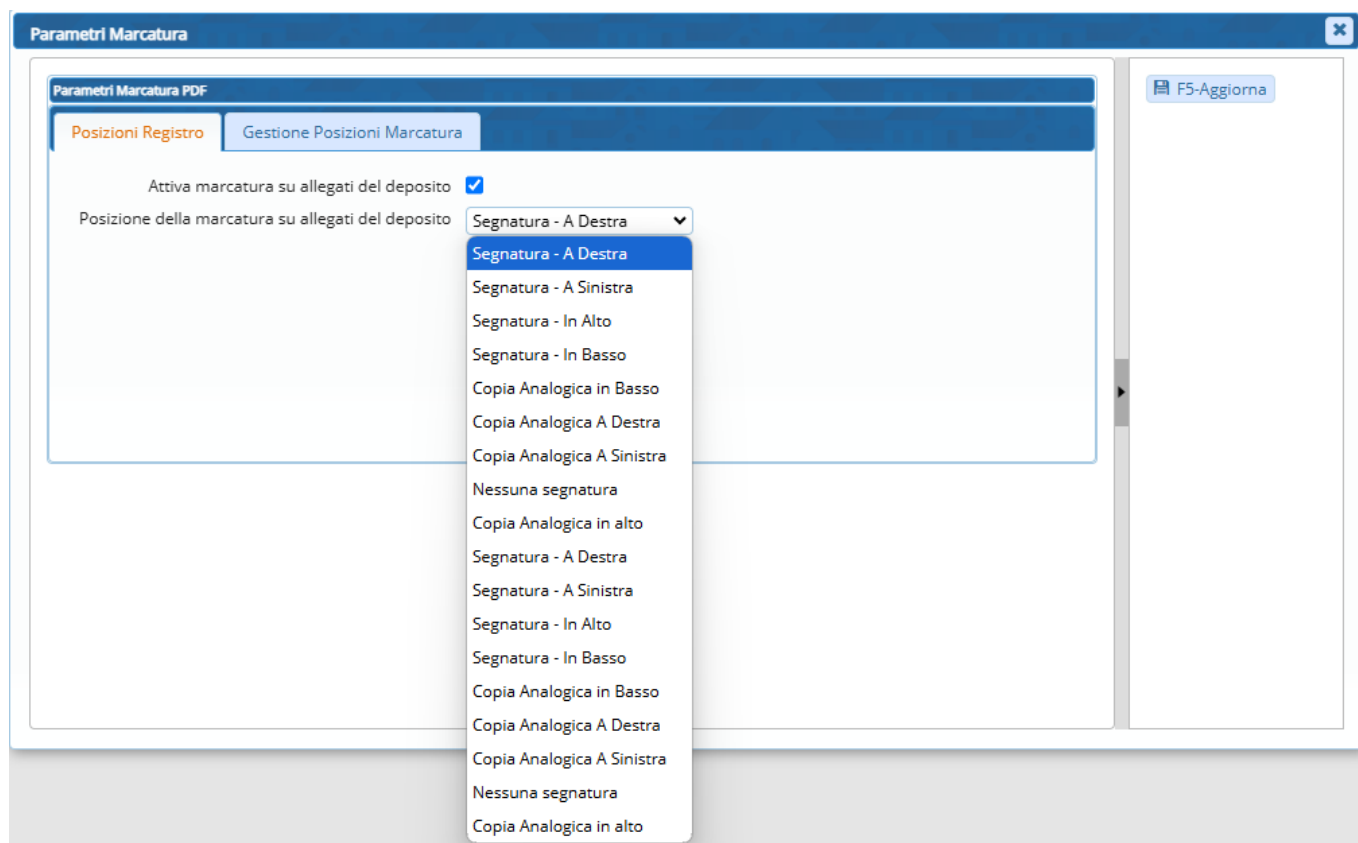 Parametri Marcatura
Parametri Marcatura PDF
F5-Aggiorna
Posizioni Registro
Gestione Posizioni Marcatura
Attiva marcatura su allegati del deposito
Posizione della marcatura su allegati del deposito
Segnatura - A Destra
Segnatura - A Destra
Segnatura - A Sinistra
Segnatura - In Alto
Segnatura - In Basso
Copia Analogica in Basso
Copia Analogica A Destra
Copia Analogica A Sinistra
Nessuna segnatura
Copia Analogica in alto
Segnatura - A Destra
Segnatura - A Sinistra
Segnatura - In Alto
Segnatura - In Basso
Copia Analogica in Basso
Copia Analogica A Destra
Copia Analogica A Sinistra
Nessuna segnatura
Copia Analogica in alto